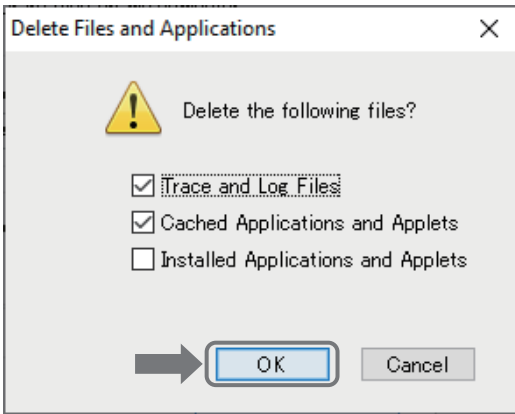 Delete Files and Applications
Delete the following files?
Trace and Log Files
Cached Applications and Applets
Installed Applications and Applets
OK Cancel